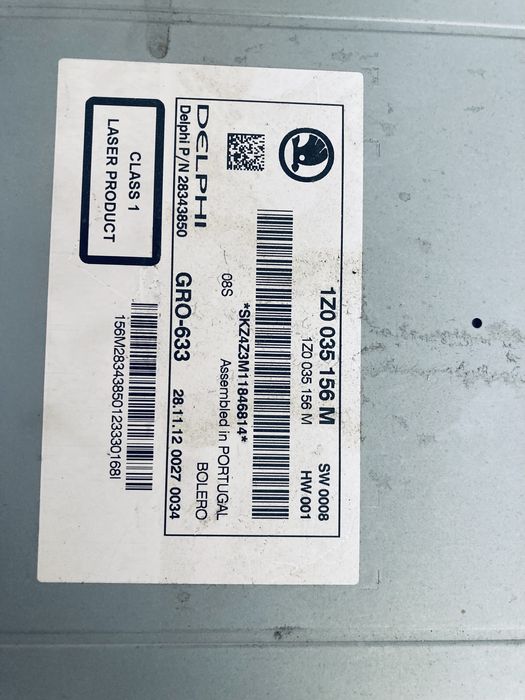 1Z0 035 156 M
SW 0008
1Z0 035 156 M
HW 001
*SKZ4Z3M11846814*
08S
Assembled in PORTUGAL
BOLERO
DELPHI
Delphi P/N 28343850
GRO-633
28.11.12 0027 0034
CLASS 1
LASER PRODUCT
156M28343850123330168I